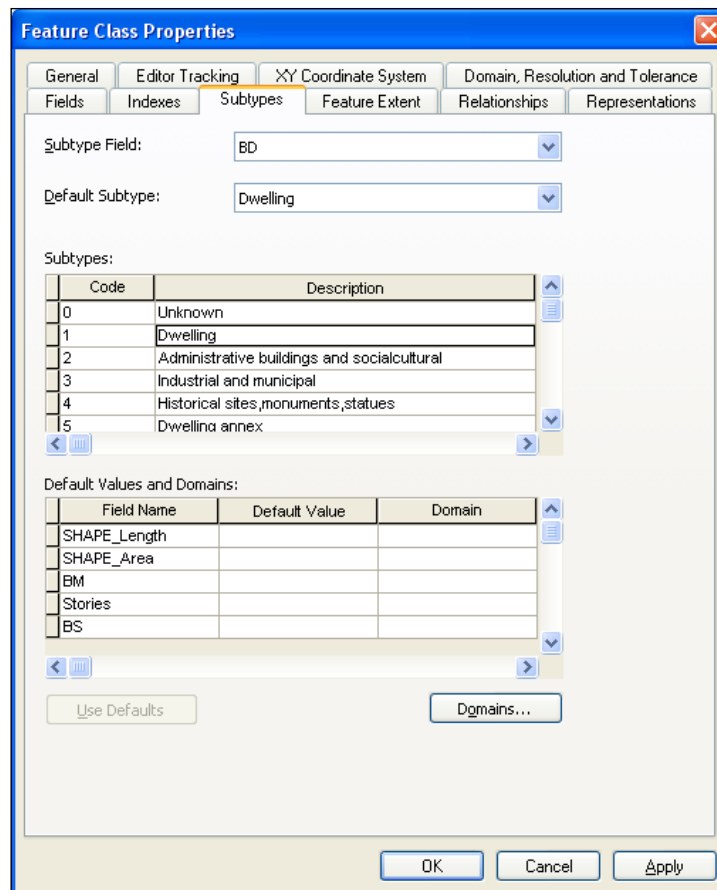 Feature Class Properties
General Editor Tracking XY Coordinate System Domain, Resolution and Tolerance
Fields Indexes Subtypes Feature Extent Relationships Representations
Subtype Field: BD
Default Subtype: Dwelling
Subtypes:
Code Description
0 Unknown
1 Dwelling
2 Administrative buildings and socialcultural
3 Industrial and municipal
4 Historical sites,monuments,statues
5 Dwelling annex
Default Values and Domains:
Field Name Default Value Domain
SHAPE_Length
SHAPE_Area
BM
Stories
BS
Use Defaults Domains...
OK Cancel Apply